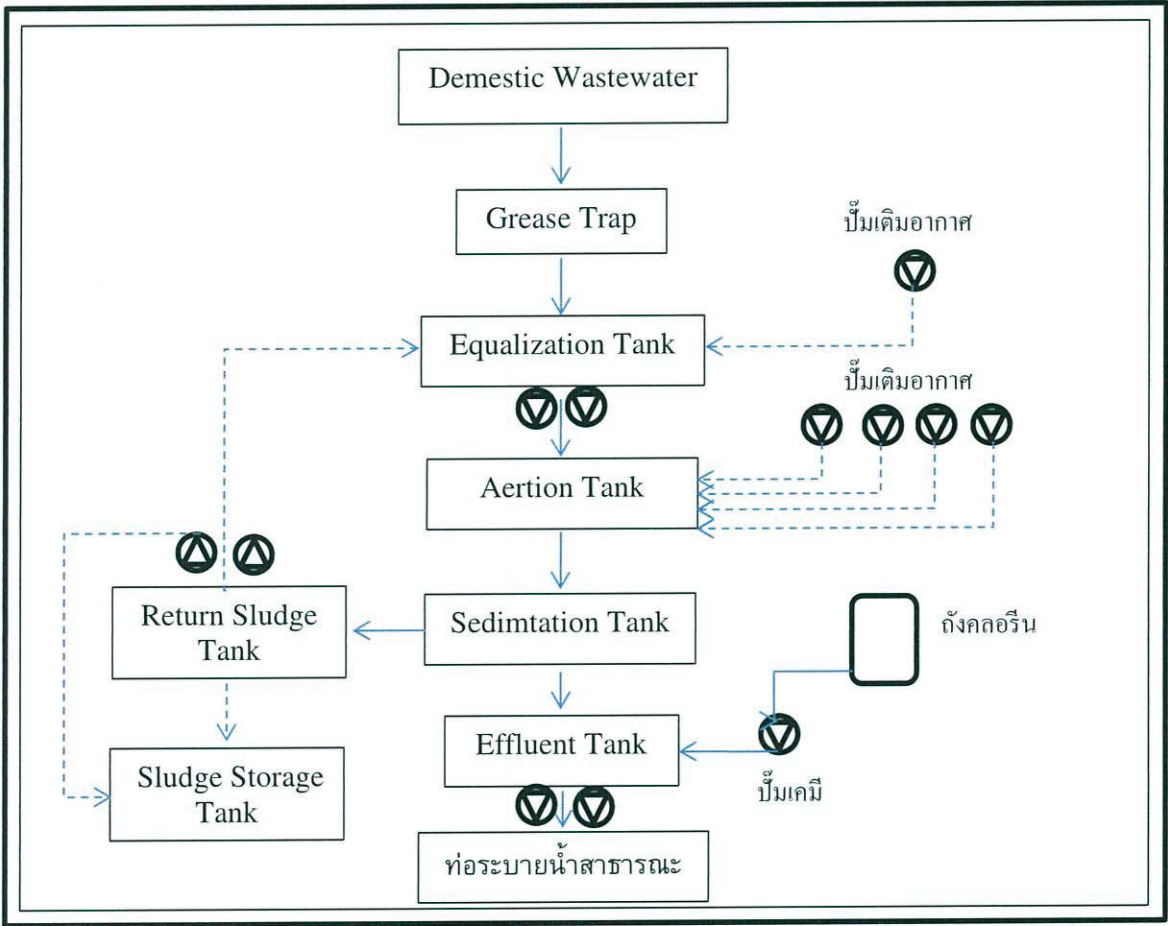 Demestic Wastewater
Grease Trap
ปั๊มเติมอากาศ
Equalization Tank
ปั๊มเติมอากาศ
Aertion Tank
Return Sludge
Tank
Sedimtation Tank
ถังคลอรีน
Effluent Tank
ปั๊มเคมี
Sludge Storage
Tank
ท่อระบายน้ำสาธารณะ